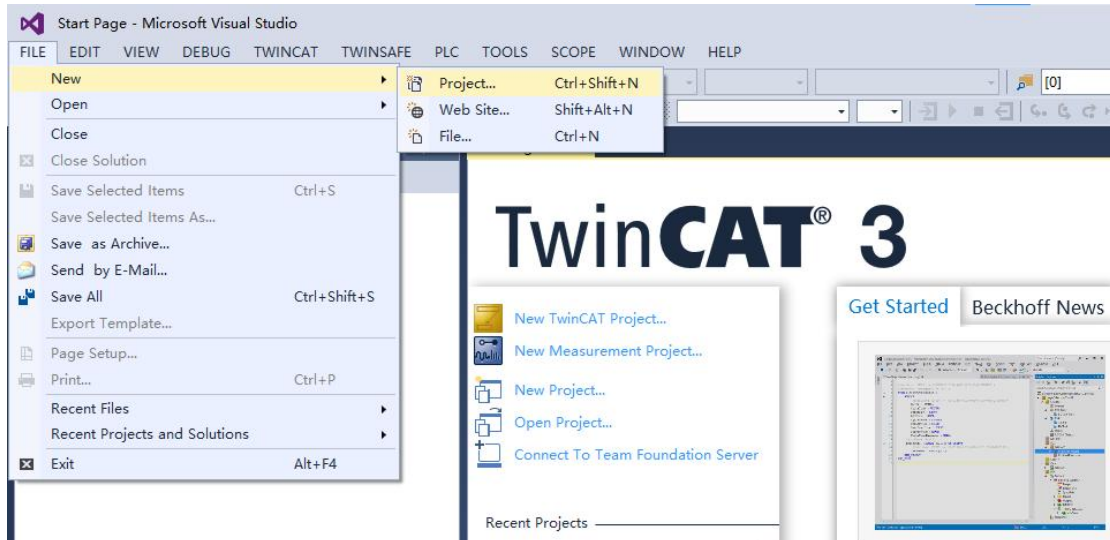 Start Page - Microsoft Visual Studio
FILE EDIT VIEW DEBUG TWINCAT TWINSAFE PLC TOOLS SCOPE WINDOW HELP
New
Project... Ctrl+Shift+N
[0]
Open
Web Site... Shift+Alt+N
Close
File... Ctrl+N
Close Solution
Save Selected Items Ctrl+S
Save Selected Items As...
Save as Archive...
Send by E-Mail...
Save All Ctrl+Shift+S
Export Template...
Page Setup...
Print... Ctrl+P
Recent Files
Recent Projects and Solutions
Exit Alt+F4
TwinCAT® 3
New TwinCAT Project...
New Measurement Project...
New Project...
Open Project...
Connect To Team Foundation Server
Recent Projects
Get Started Beckhoff News